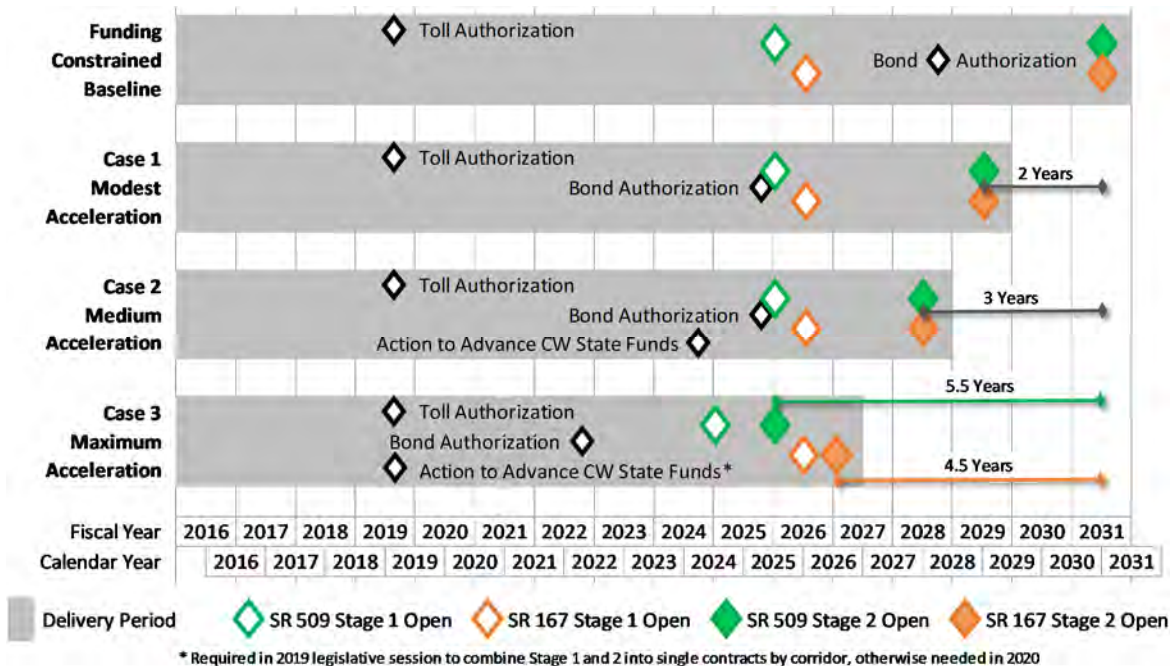 Funding
Constrained
Baseline
Toll Authorization
Bond Authorization
Case 1
Modest
Acceleration
Toll Authorization
Bond Authorization
2 Years
Case 2
Medium
Acceleration
Toll Authorization
Bond Authorization
Action to Advance CW State Funds
3 Years
Case 3
Maximum
Acceleration
Toll Authorization
Bond Authorization
Action to Advance CW State Funds*
5.5 Years
4.5 Years
Fiscal Year 2016 2017 2018 2019 2020 2021 2022 2023 2024 2025 2026 2027 2028 2029 2030 2031
Calendar Year 2016 2017 2018 2019 2020 2021 2022 2023 2024 2025 2026 2027 2028 2029 2030 2031
Delivery Period SR 509 Stage 1 Open SR 167 Stage 1 Open SR 509 Stage 2 Open SR 167 Stage 2 Open
* Required in 2019 legislative session to combine Stage 1 and 2 into single contracts by corridor, otherwise needed in 2020